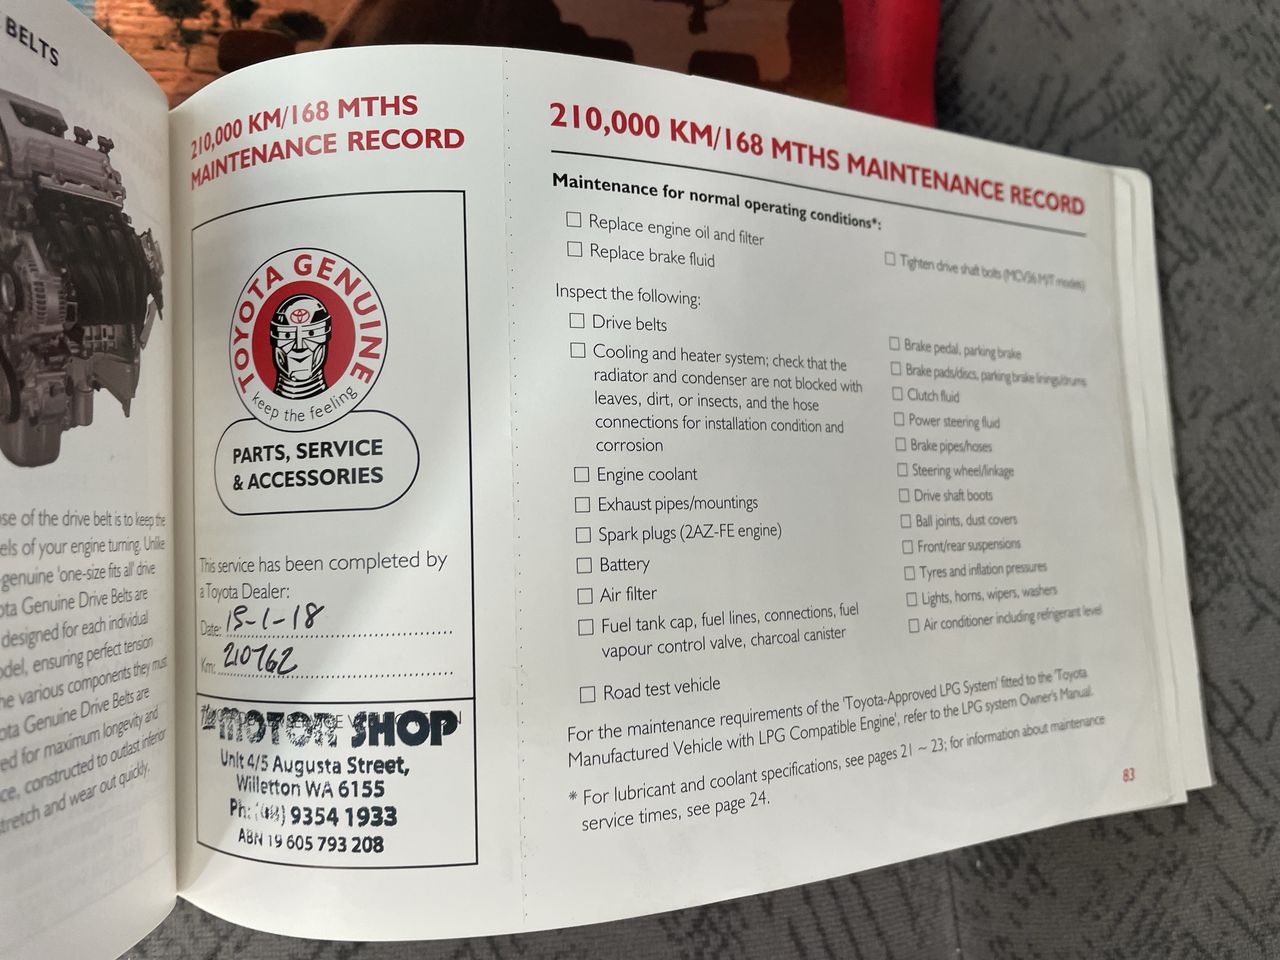 BELTS
se of the drive belt is to keep the
els of your engine turning. Unlike
genuine 'one-size fits all' drive
ota Genuine Drive Belts are
designed for each individual
del, ensuring perfect tension
he various components they must
ota Genuine Drive Belts are
ed for maximum longevity and
ce, constructed to outlast inferior
tretch and wear out quickly.
210,000 KM/168 MTHS
MAINTENANCE RECORD
TOYOTA GENUINE
keep the feeling
PARTS, SERVICE
& ACCESSORIES
This service has been completed by
a Toyota Dealer:
Date: 15-1-18
Km: 210762
the MOTOR SHOP
Unit 4/5 Augusta Street,
Willetton WA 6155
Ph: (08) 9354 1933
ABN 19 605 793 208
210,000 KM/168 MTHS MAINTENANCE RECORD
Maintenance for normal operating conditions*:
Replace engine oil and filter
Replace brake fluid
Tighten drive shaft bolts (MCV36 M/T models)
Inspect the following:
Drive belts
Cooling and heater system; check that the
radiator and condenser are not blocked with
leaves, dirt, or insects, and the hose
connections for installation condition and
corrosion
Engine coolant
Exhaust pipes/mountings
Spark plugs (2AZ-FE engine)
Battery
Air filter
Fuel tank cap, fuel lines, connections, fuel
vapour control valve, charcoal canister
Road test vehicle
Brake pedal, parking brake
Brake pads/discs, parking brake linings/drums
Clutch fluid
Power steering fluid
Brake pipes/hoses
Steering wheel/linkage
Drive shaft boots
Ball joints, dust covers
Front/rear suspensions
Tyres and inflation pressures
Lights, horns, wipers, washers
Air conditioner including refrigerant level
For the maintenance requirements of the 'Toyota-Approved LPG System' fitted to the 'Toyota
Manufactured Vehicle with LPG Compatible Engine', refer to the LPG system Owner's Manual.
* For lubricant and coolant specifications, see pages 21 ~ 23; for information about maintenance
service times, see page 24.
83